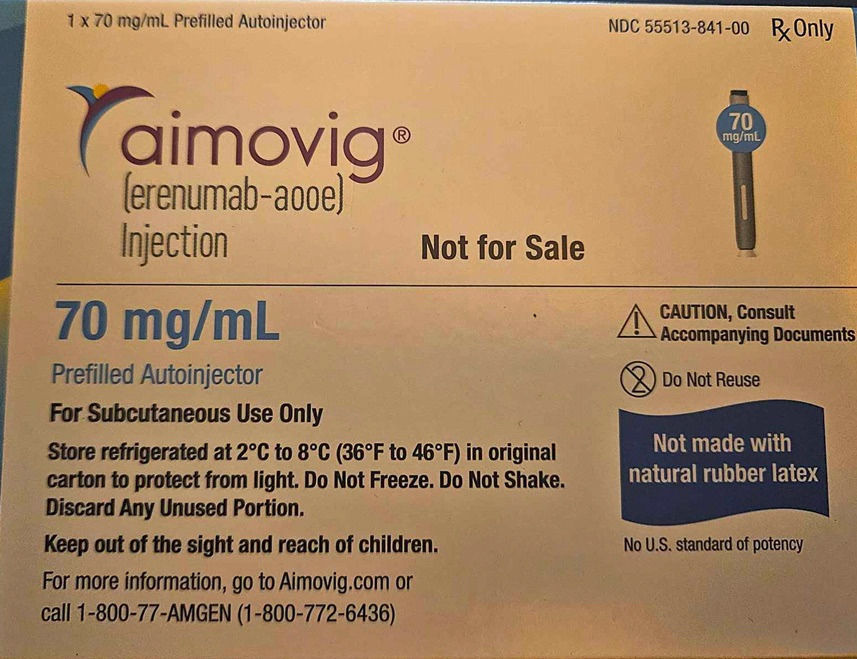 1 x 70 mg/mL Prefilled Autoinjector
NDC 55513-841-00 Rx Only
aimovig®
(erenumab-aooe)
Injection
Not for Sale
70
mg/mL
70 mg/mL
Prefilled Autoinjector
For Subcutaneous Use Only
Store refrigerated at 2°C to 8°C (36°F to 46°F) in original
carton to protect from light. Do Not Freeze. Do Not Shake.
Discard Any Unused Portion.
Keep out of the sight and reach of children.
For more information, go to Aimovig.com or
call 1-800-77-AMGEN (1-800-772-6436)
CAUTION, Consult
Accompanying Documents
2
Do Not Reuse
Not made with
natural rubber latex
No U.S. standard of potency